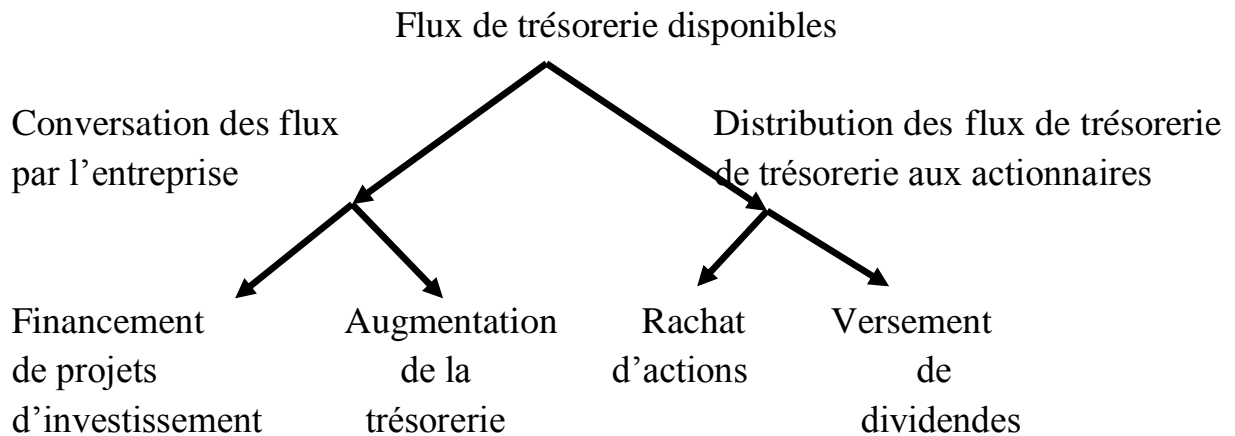 Flux de trésorerie disponibles
Conversation des flux
par l’entreprise
Distribution des flux de trésorerie
de trésorerie aux actionnaires
Financement
de projets
d’investissement
Augmentation
de la
trésorerie
Rachat
d’actions
Versement
de
dividendes